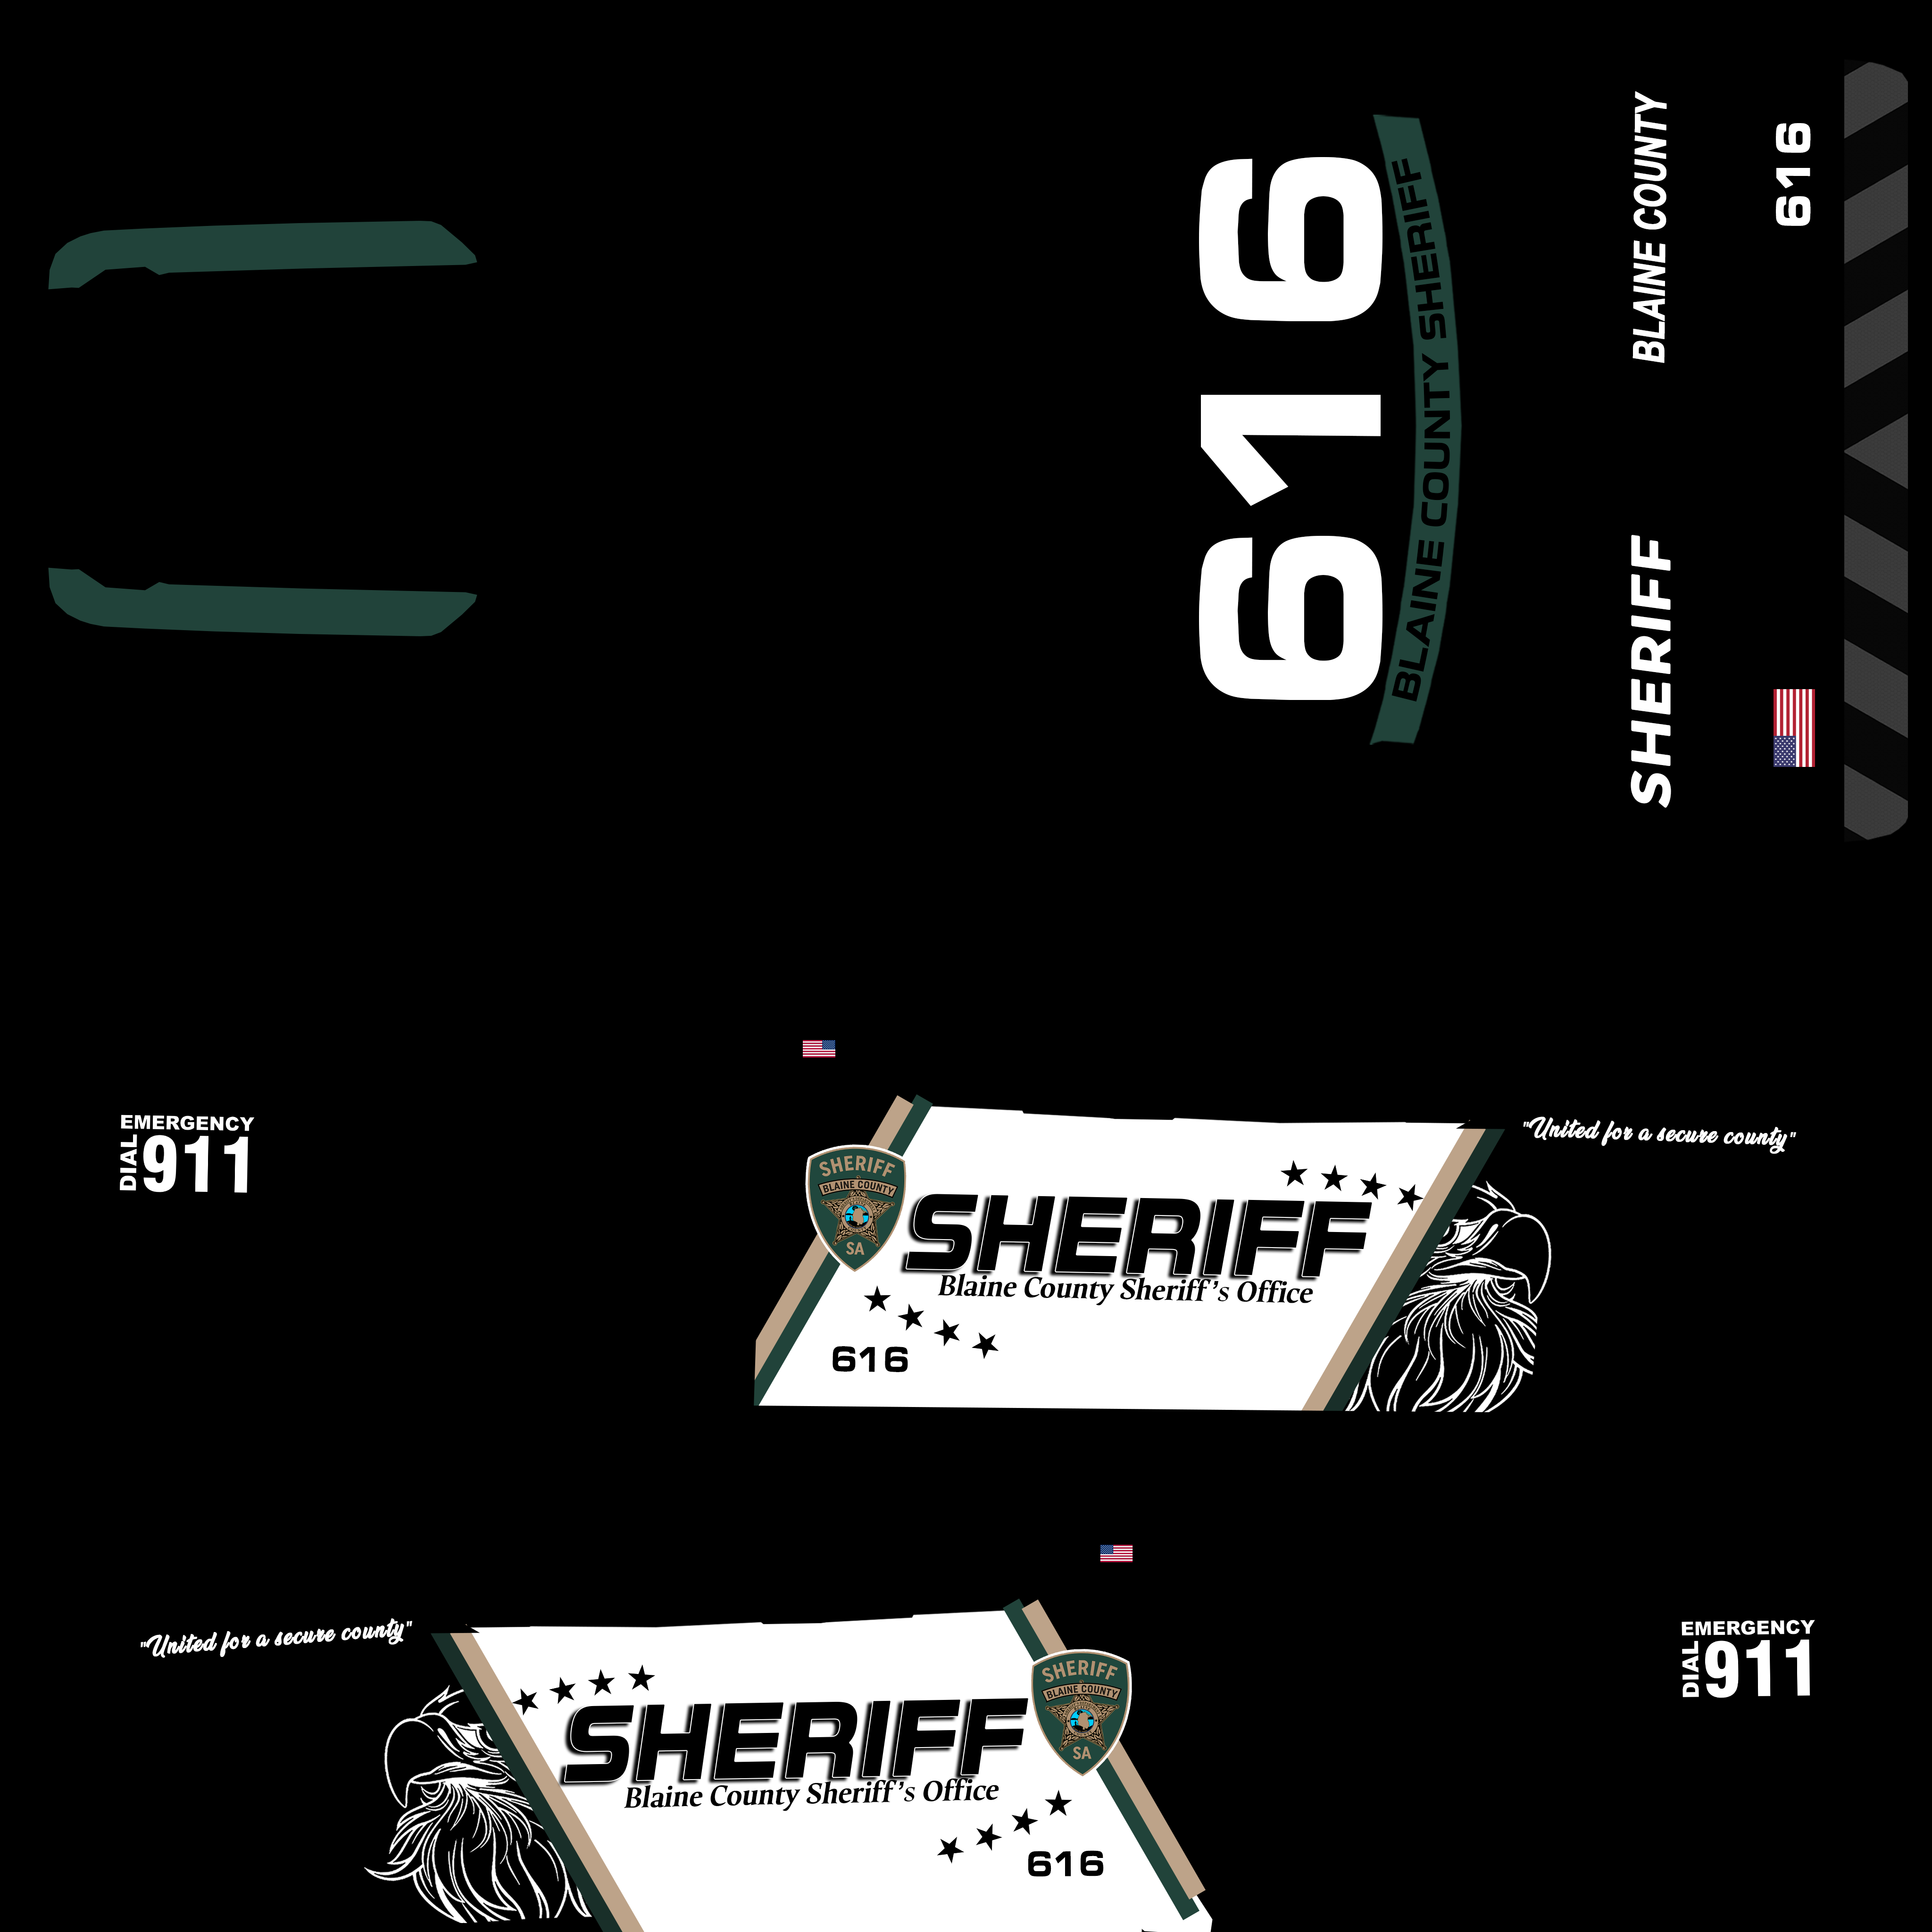 616
BLAINE COUNTY SHERIFF
BLAINE COUNTY
SHERIFF
616
EMERGENCY
DIAL
911
SHERIFF
BLAINE COUNTY
SA
SHERIFF
Blaine County Sheriff's Office
616
"United for a secure county"
"United for a secure county"
SHERIFF
Blaine County Sheriff's Office
616
SHERIFF
BLAINE COUNTY
SA
EMERGENCY
DIAL
911